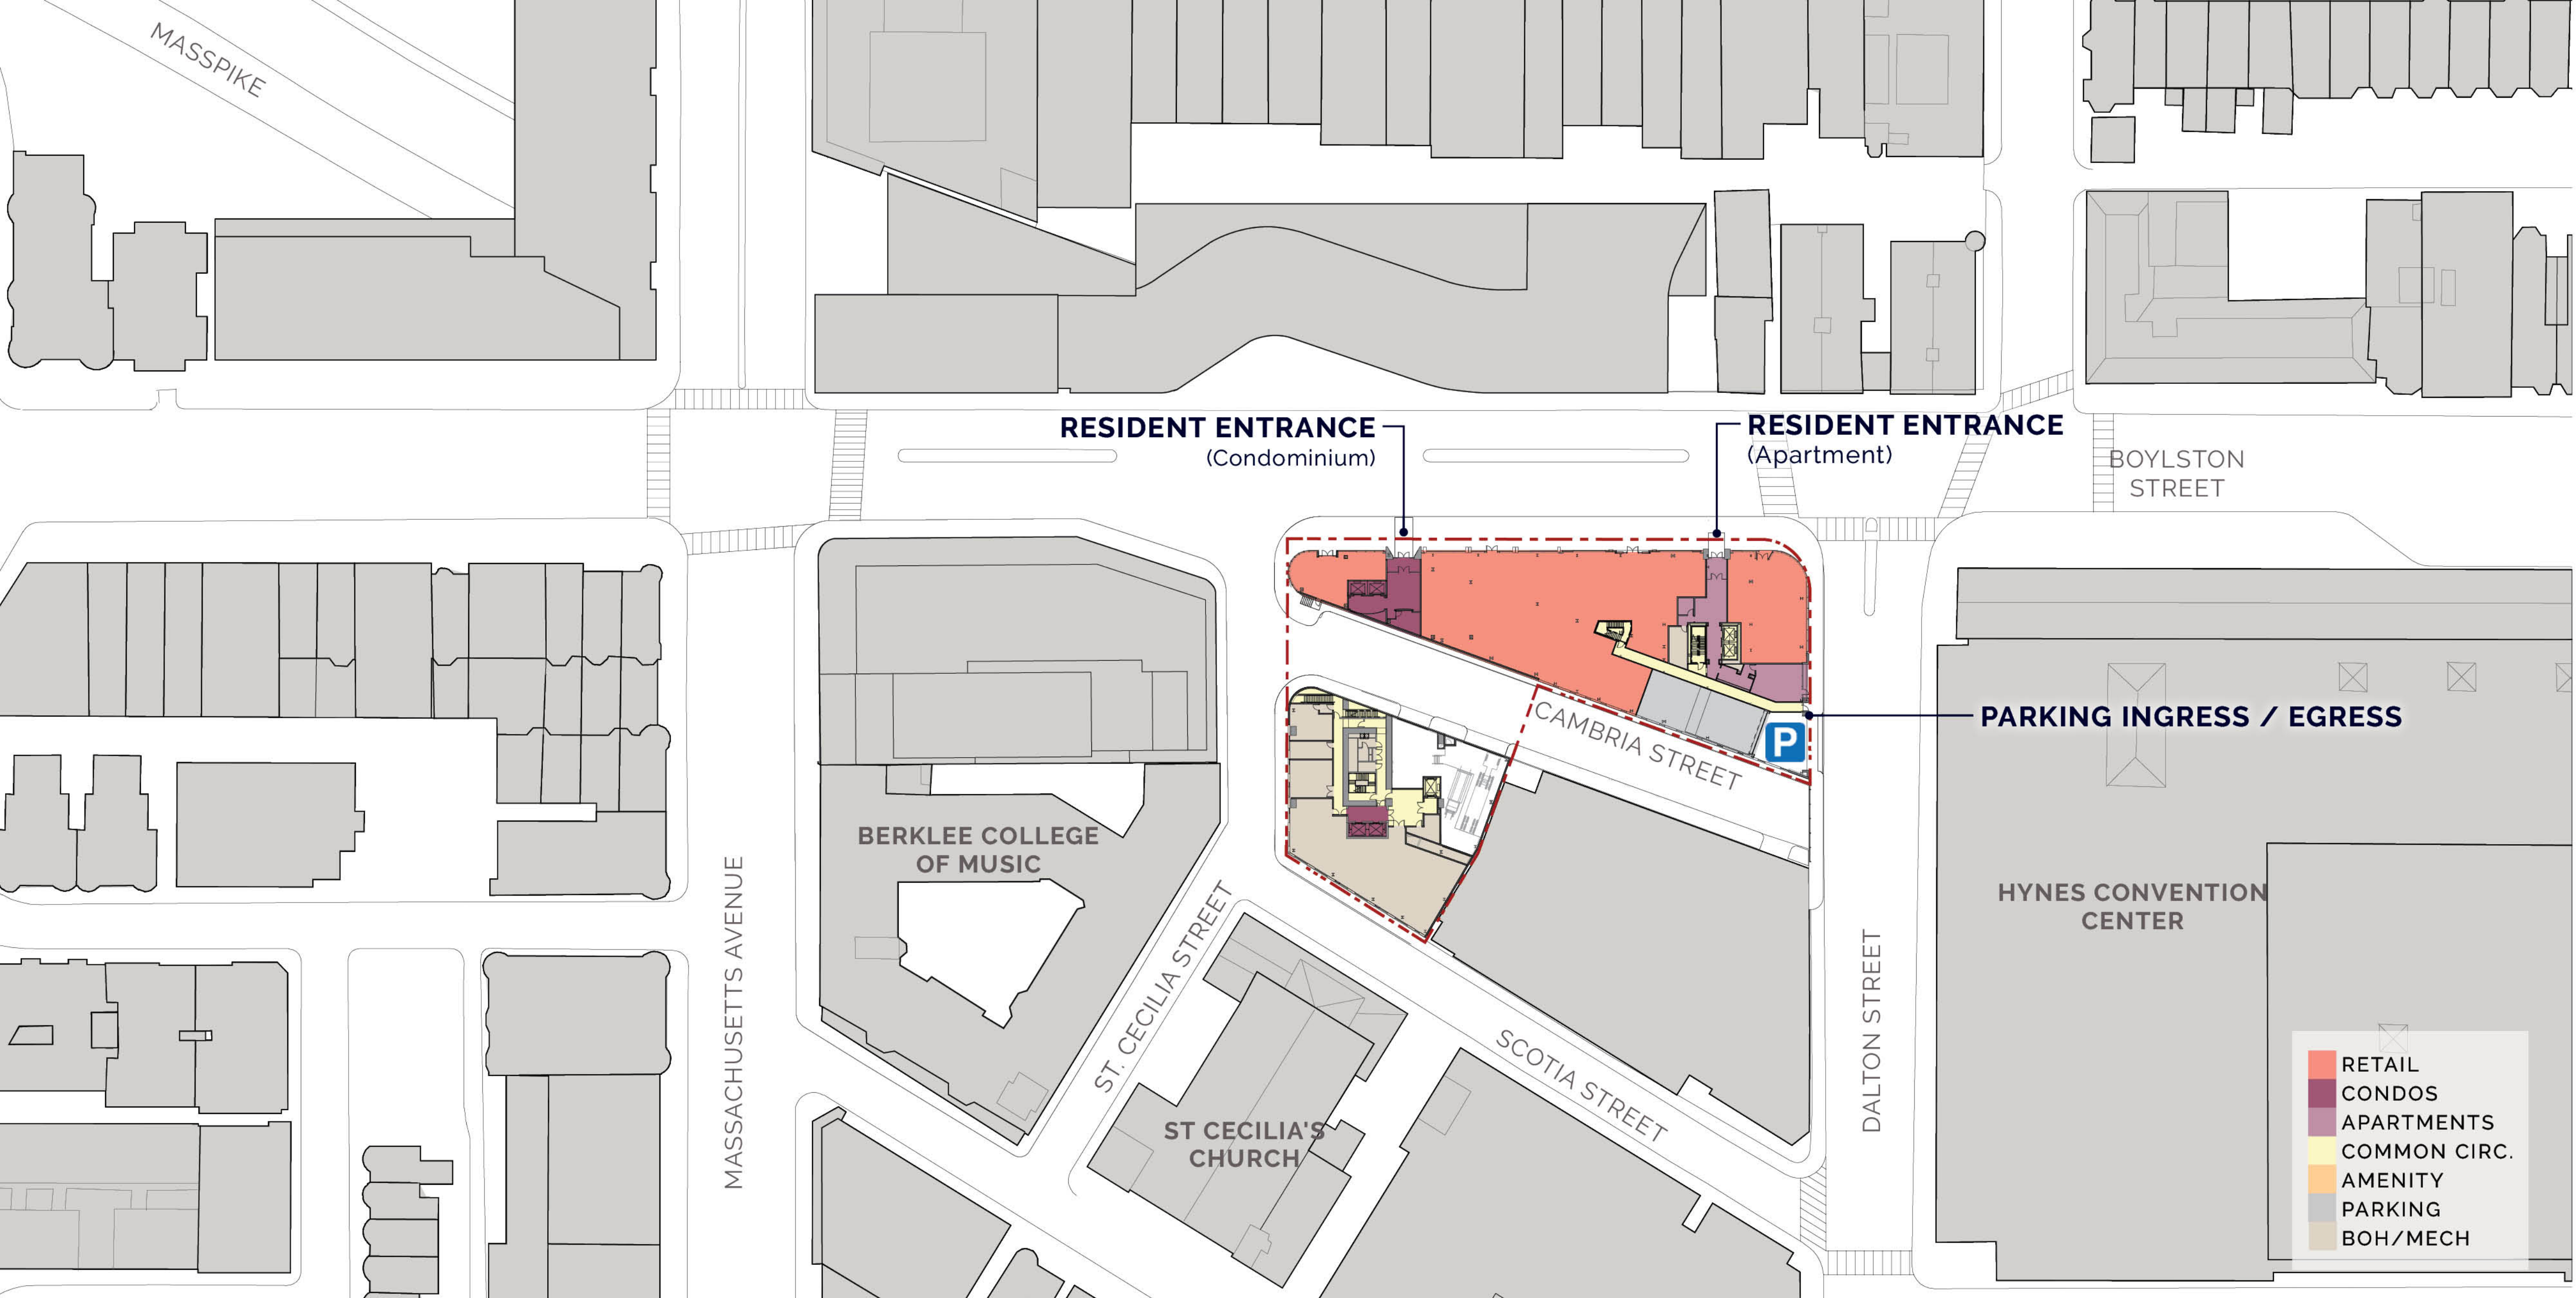 MASSPIKE
RESIDENT ENTRANCE
(Condominium)
RESIDENT ENTRANCE
(Apartment)
BOYLSTON
STREET
PARKING INGRESS / EGRESS
P
CAMBRIA STREET
BERKLEE COLLEGE
OF MUSIC
MASSACHUSETTS AVENUE
ST. CECILIA STREET
ST CECILIA'S
CHURCH
SCOTIA STREET
DALTON STREET
HYNES CONVENTION
CENTER
RETAIL
CONDOS
APARTMENTS
COMMON CIRC.
AMENITY
PARKING
BOH/MECH